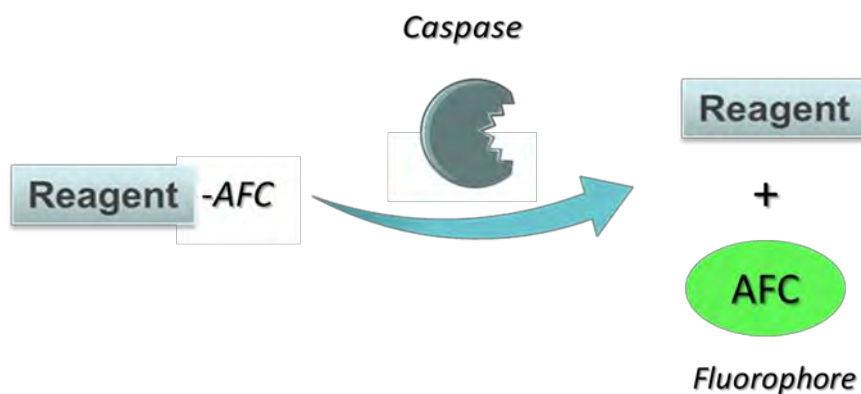 Caspase
Reagent -AFC
Reagent
+
AFC
Fluorophore